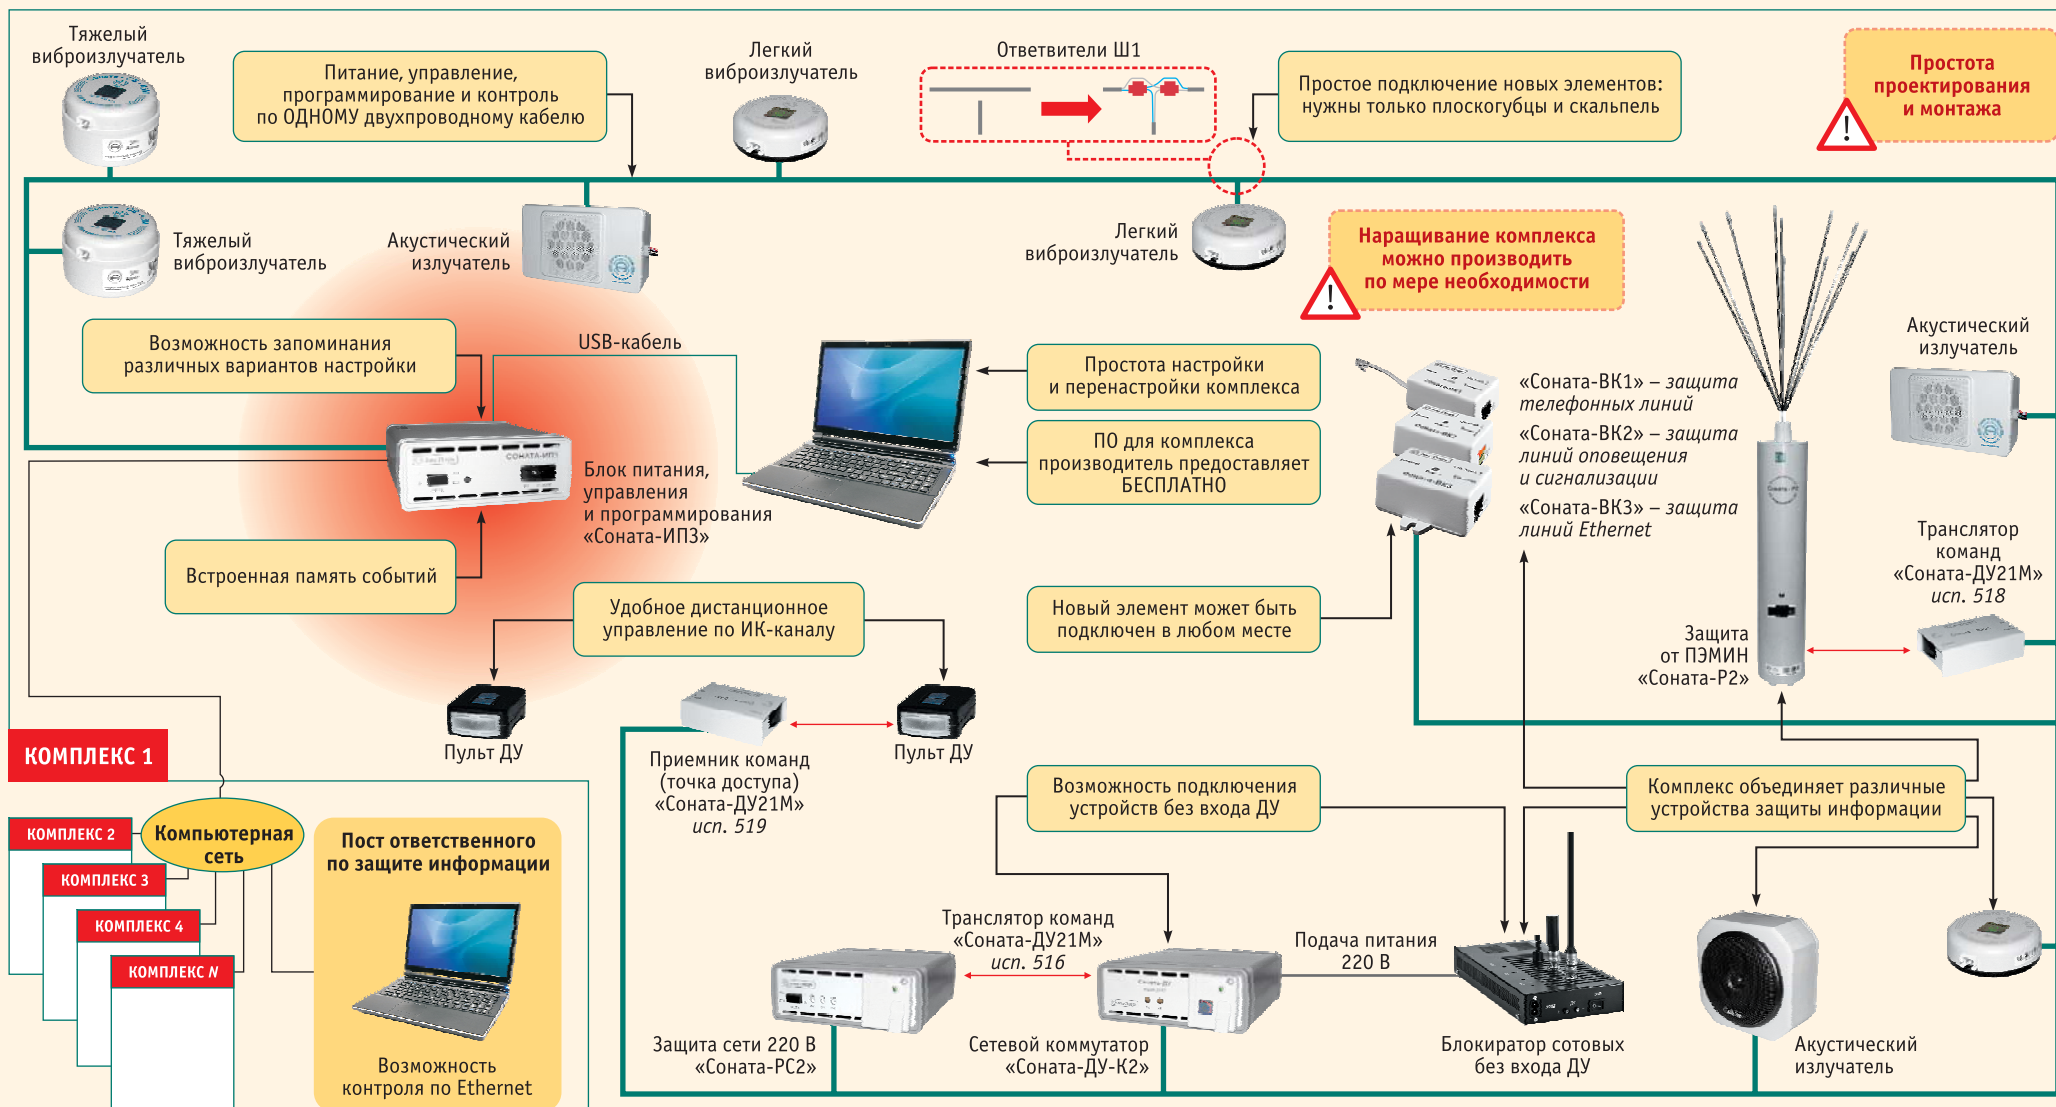 Тяжелый
виброизлучатель
Питание, управление,
программирование и контроль
по ОДНОМУ двухпроводному кабелю
Легкий
виброизлучатель
Ответвители Ш1
Простое подключение новых элементов:
нужны только плоскогубцы и скальпель
Простота
проектирования
и монтажа
!
Тяжелый
виброизлучатель
Акустический
излучатель
Легкий
виброизлучатель
Наращивание комплекса
можно производить
по мере необходимости
!
Возможность запоминания
различных вариантов настройки
USB-кабель
Простота настройки
и перенастройки комплекса
ПО для комплекса
производитель предоставляет
БЕСПЛАТНО
«Соната-ВК1» – защита
телефонных линий
«Соната-ВК2» – защита
линий оповещения
и сигнализации
«Соната-ВК3» – защита
линий Ethernet
Акустический
излучатель
СОНАТА-ИП3
Блок питания,
управления
и программирования
«Соната-ИП3»
Встроенная память событий
Удобное дистанционное
управление по ИК-каналу
Новый элемент может быть
подключен в любом месте
Транслятор
команд
«Соната-ДУ21М»
исп. 518
Защита
от ПЭМИН
«Соната-Р2»
Пульт ДУ
Приемник команд
(точка доступа)
«Соната-ДУ21М»
исп. 519
Пульт ДУ
КОМПЛЕКС 1
Возможность подключения
устройств без входа ДУ
Комплекс объединяет различные
устройства защиты информации
КОМПЛЕКС 2
КОМПЛЕКС 3
КОМПЛЕКС 4
КОМПЛЕКС N
Компьютерная
сеть
Пост ответственного
по защите информации
Возможность
контроля по Ethernet
Транслятор команд
«Соната-ДУ21М»
исп. 516
Подача питания
220 В
Защита сети 220 В
«Соната-РС2»
Сетевой коммутатор
«Соната-ДУ-К2»
Блокиратор сотовых
без входа ДУ
Акустический
излучатель